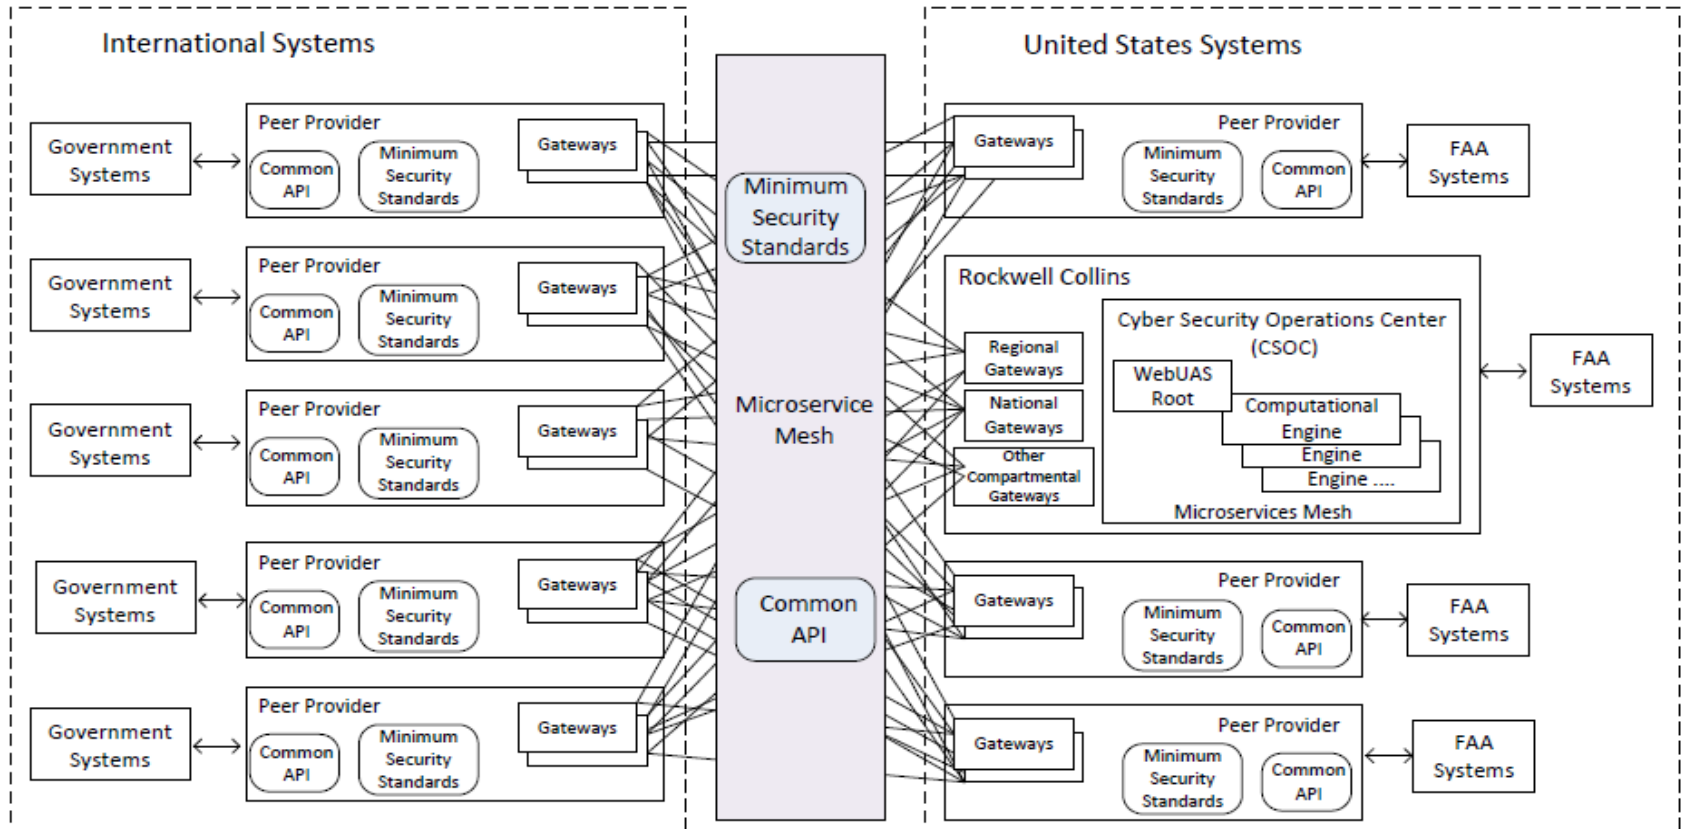 International Systems
Government
Systems
Peer Provider
Common
API
Minimum
Security
Standards
Gateways
Government
Systems
Peer Provider
Common
API
Minimum
Security
Standards
Gateways
Government
Systems
Peer Provider
Common
API
Minimum
Security
Standards
Gateways
Government
Systems
Peer Provider
Common
API
Minimum
Security
Standards
Gateways
Government
Systems
Peer Provider
Common
API
Minimum
Security
Standards
Gateways
Minimum
Security
Standards
Microservice
Mesh
Common
API
United States Systems
Gateways
Peer Provider
Minimum
Security
Standards
Common
API
FAA
Systems
Rockwell Collins
Regional
Gateways
National
Gateways
Other
Compartmental
Gateways
Cyber Security Operations Center
(CSOC)
WebUAS
Root
Computational
Engine
Engine
Engine ....
Microservices Mesh
FAA
Systems
Gateways
Peer Provider
Minimum
Security
Standards
Common
API
FAA
Systems
Gateways
Peer Provider
Minimum
Security
Standards
Common
API
FAA
Systems